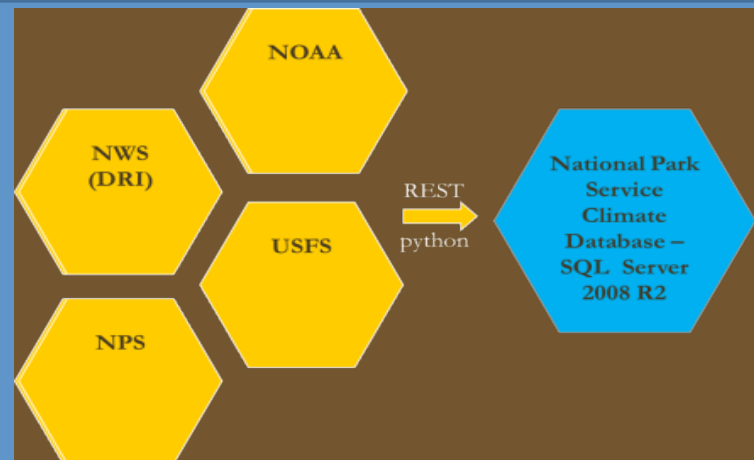 NOAA
NWS
(DRI)
USFS
NPS
REST
python
National Park
Service
Climate
Database –
SQL Server
2008 R2